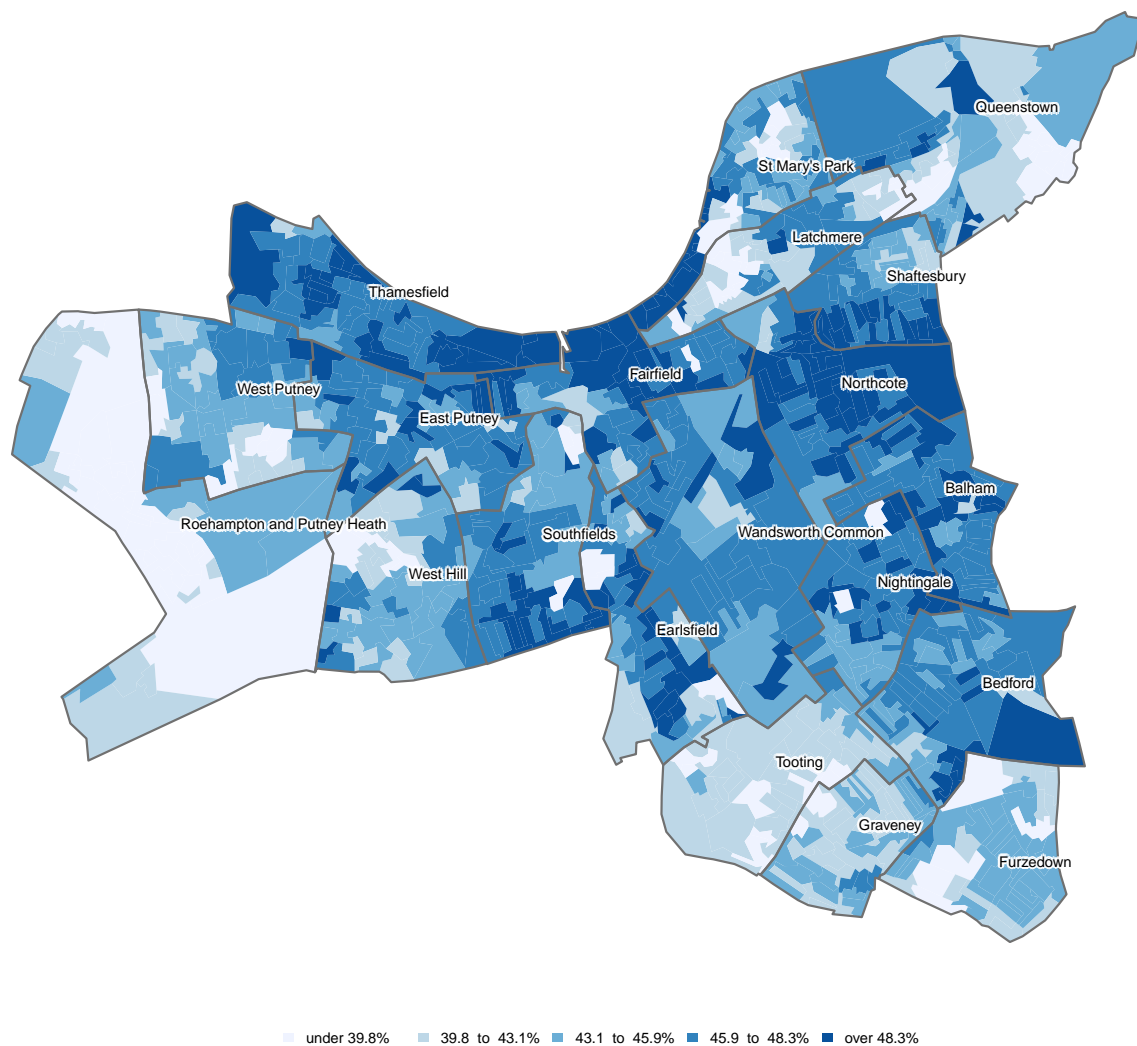 Queenstown
St Mary's Park
Latchmere
Shaftesbury
Thamesfield
Fairfield
Northcote
West Putney
East Putney
Balham
Roehampton and Putney Heath
Southfields
Wandsworth Common
West Hill
Nightingale
Earlsfield
Bedford
Tooting
Graveney
Furzedown
under 39.8% 39.8 to 43.1% 43.1 to 45.9% 45.9 to 48.3% over 48.3%